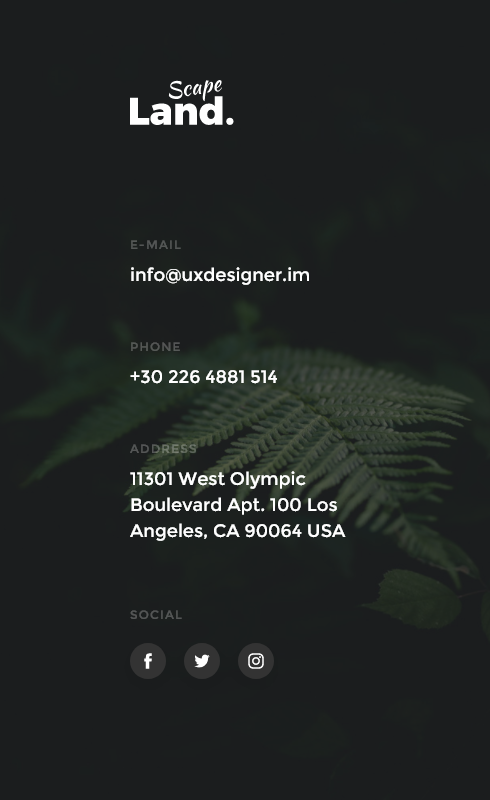 Scape
Land.
E-MAIL
info@uxdesigner.im
PHONE
+30 226 4881 514
ADDRESS
11301 West Olympic
Boulevard Apt. 100 Los
Angeles, CA 90064 USA
SOCIAL